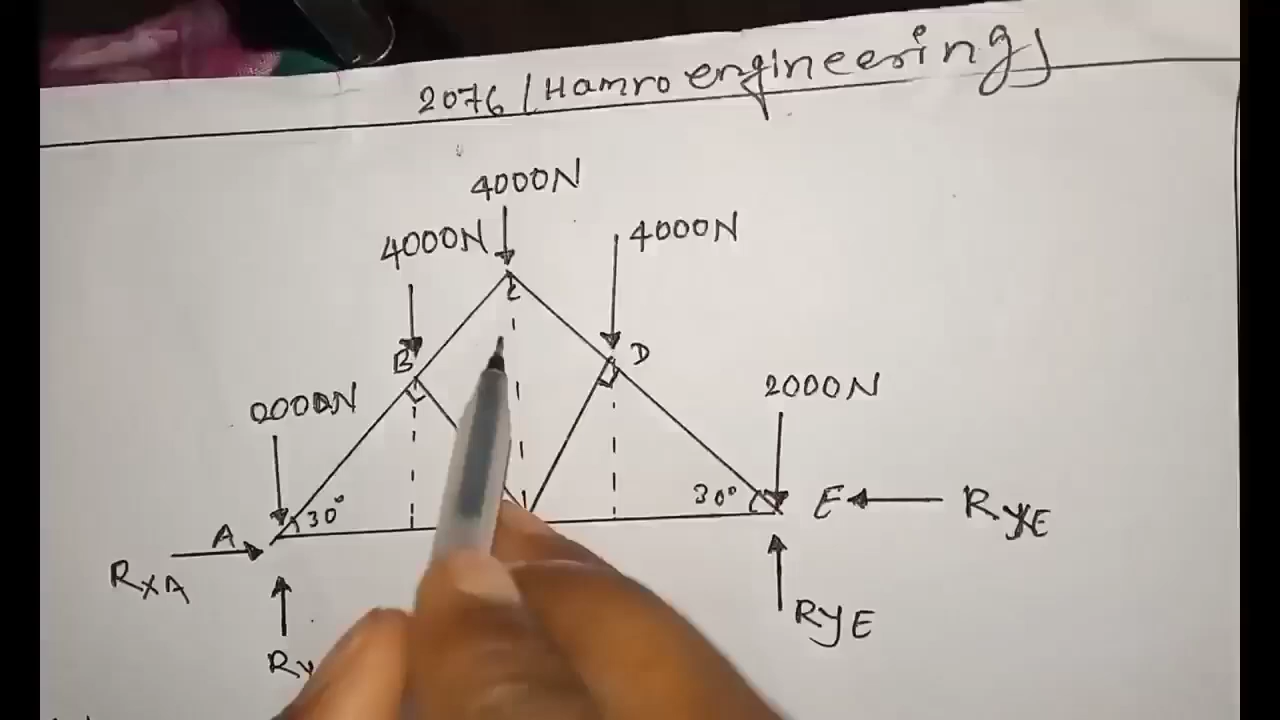 2076 / Hamro engineering
4000N
4000N
4000N
2000N
B
C
D
A
30°
30°
E
RxA
RyE